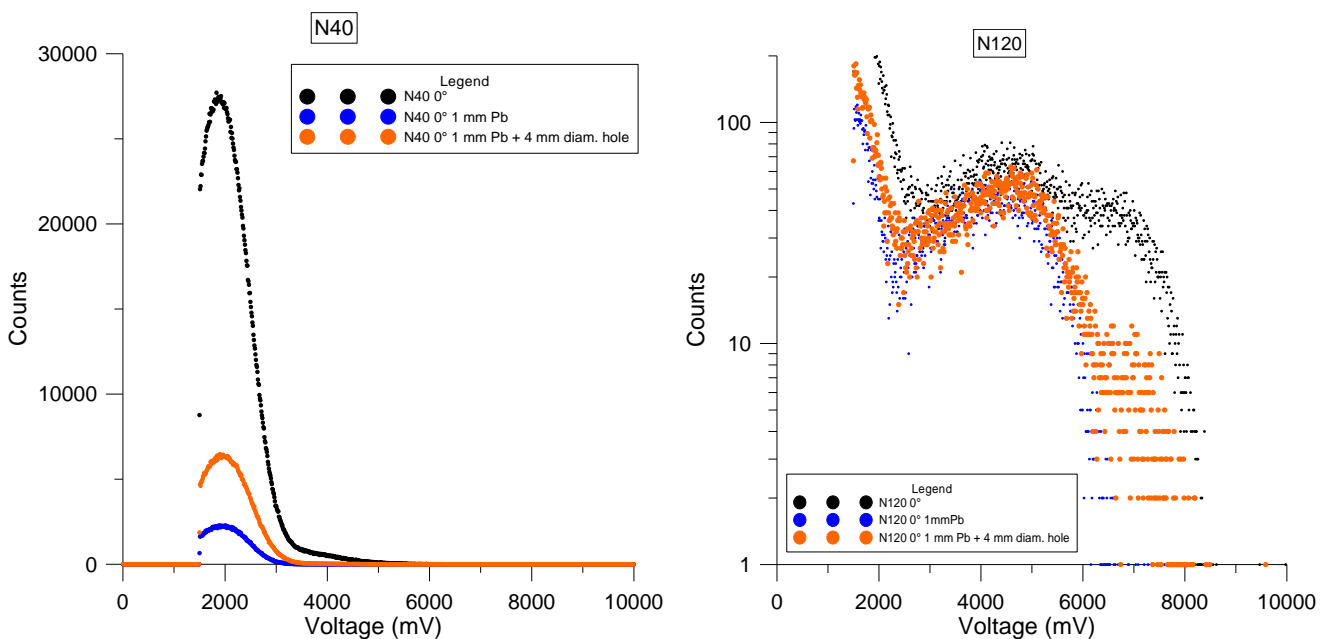 N40
30000
20000
10000
0
Counts
Legend
N40 0°
N40 0° 1 mm Pb
N40 0° 1 mm Pb + 4 mm diam. hole
0 2000 4000 6000 8000 10000
Voltage (mV)
N120
100
10
1
Counts
Legend
N120 0°
N120 0° 1mmPb
N120 0° 1 mm Pb + 4 mm diam. hole
0 2000 4000 6000 8000 10000
Voltage (mV)